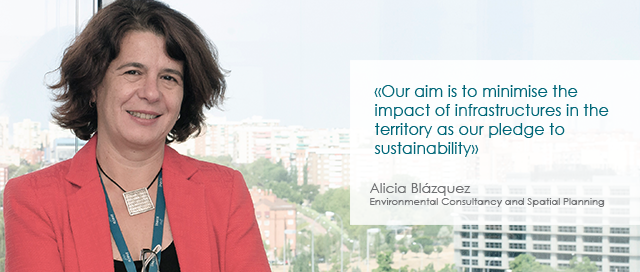 «Our aim is to minimise the
impact of infrastructures in the
territory as our pledge to
sustainability»
Alicia Blázquez
Environmental Consultancy and Spatial Planning